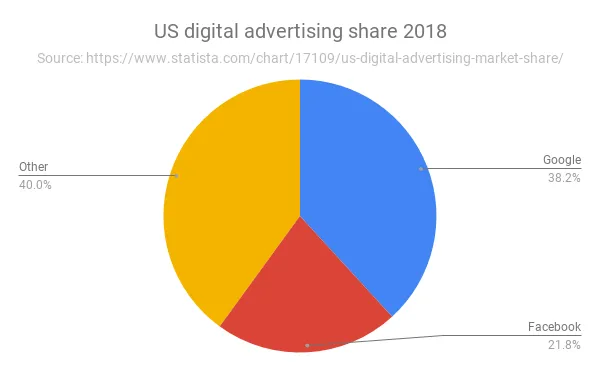 US digital advertising share 2018
Source: https://www.statista.com/chart/17109/us-digital-advertising-market-share/
Other
40.0%
Google
38.2%
Facebook
21.8%